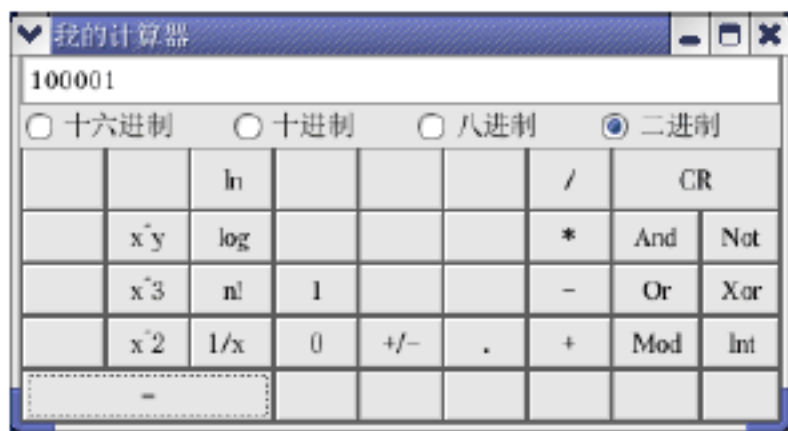 我的计算器
100001
十六进制 十进制 八进制 二进制
ln / CR
x^y log * And Not
x^3 n! 1 - Or Xor
x^2 1/x 0 +/- . + Mod Int
=